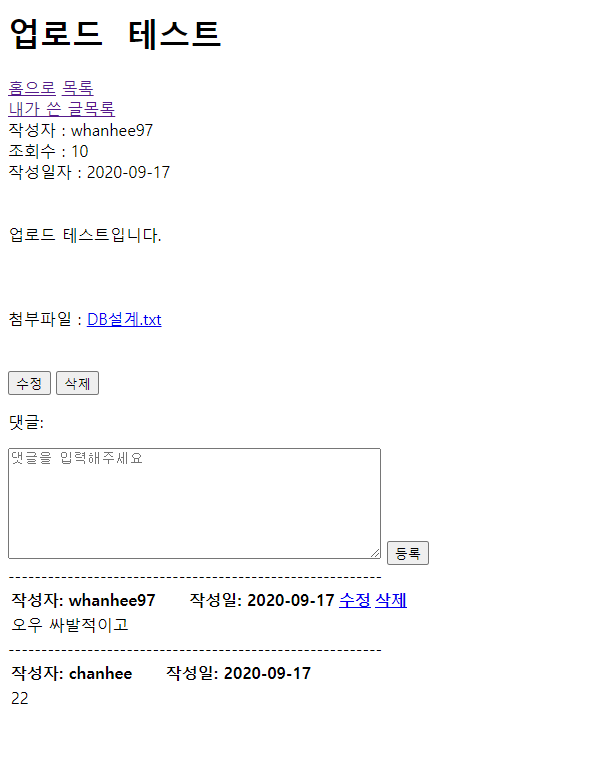 업로드 테스트
홈으로 목록
내가 쓴 글목록
작성자 : whanhee97
조회수 : 10
작성일자 : 2020-09-17
업로드 테스트입니다.
첨부파일 : DB설계.txt
수정 삭제
댓글:
댓글을 입력해주세요
등록
---------------------------------------------------------
작성자: whanhee97 작성일: 2020-09-17 수정 삭제
오우 싸발적이고
---------------------------------------------------------
작성자: chanhee 작성일: 2020-09-17
22